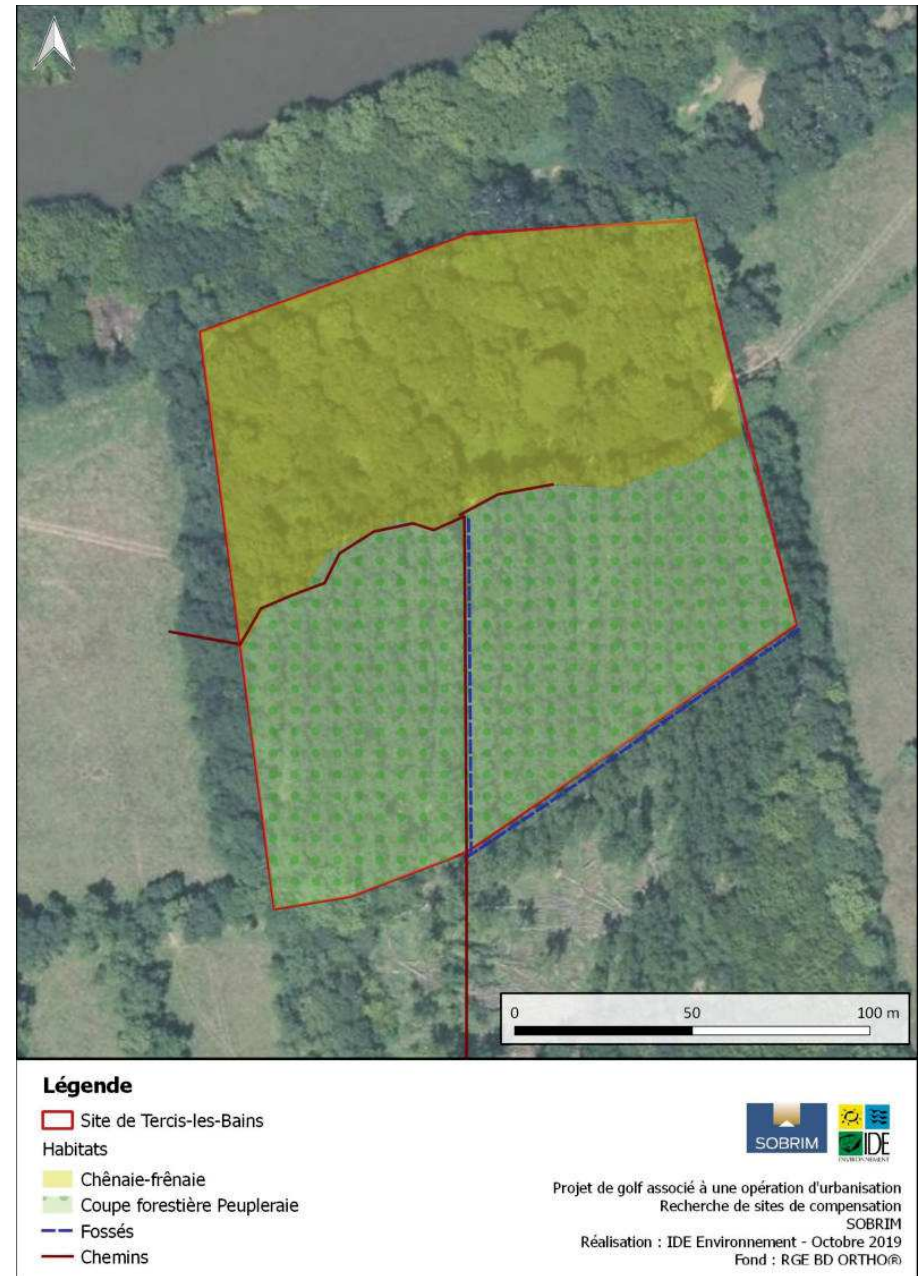 0 50 100 m
Légende
Site de Tercis-les-Bains
Habitats
Chênaie-frênaie
Coupe forestière Peupleraie
Fossés
Chemins
SOBRIM
IDE
ENVIRONNEMENT
Projet de golf associé à une opération d'urbanisation
Recherche de sites de compensation
SOBRIM
Réalisation : IDE Environnement - Octobre 2019
Fond : RGE BD ORTHO®